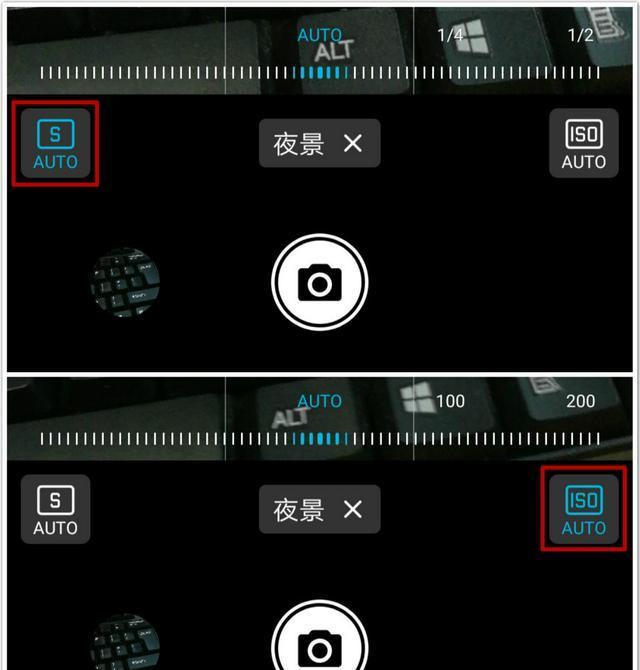 AUTO 1/4 1/2
ALT
S
AUTO
夜景 ×
ISO
AUTO
AUTO 100 200
ALT
S
AUTO
夜景 ×
ISO
AUTO